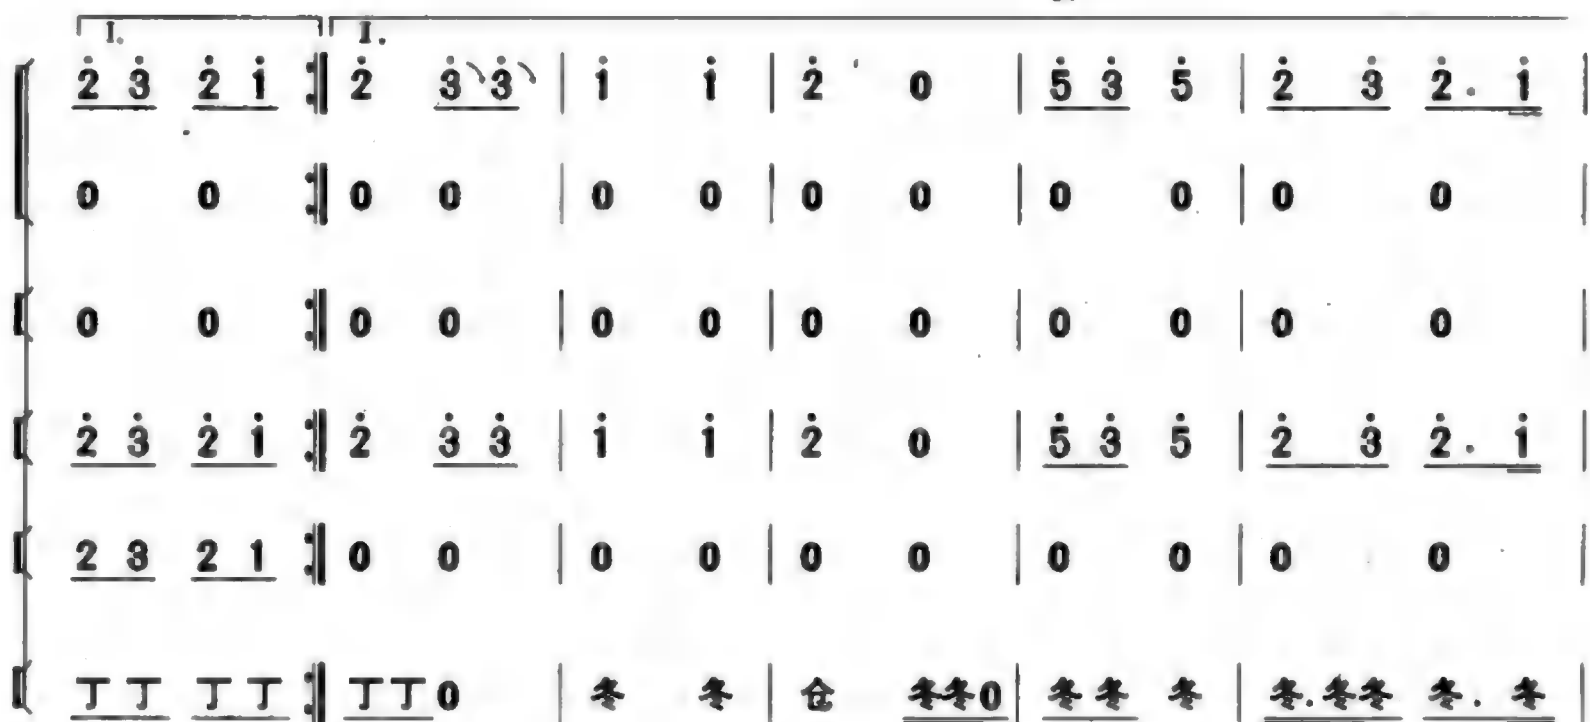 I. I.
2̇ 3̇ 2̇ 1̇ :‖ 2̇ 3̇ 3̇ | 1̇ 1̇ | 2̇ 0 | 5̇ 3̇ 5̇ | 2̇ 3̇ 2̇. 1̇ |
0 0 :‖ 0 0 | 0 0 | 0 0 | 0 0 | 0 0 |
0 0 :‖ 0 0 | 0 0 | 0 0 | 0 0 | 0 0 |
2̇ 3̇ 2̇ 1̇ :‖ 2̇ 3̇ 3̇ | 1̇ 1̇ | 2̇ 0 | 5̇ 3̇ 5̇ | 2̇ 3̇ 2̇. 1̇ |
2 3 2 1 :‖ 0 0 | 0 0 | 0 0 | 0 0 | 0 0 |
丁丁 丁丁 :‖ 丁丁0 | 冬 冬 | 仓 冬冬0 | 冬冬 冬 | 冬.冬冬 冬. 冬 |